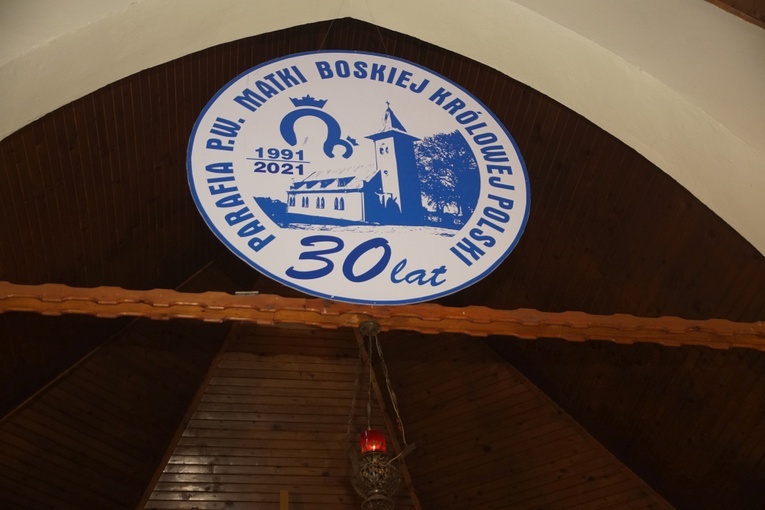 PARAFIA P.W. MATKI BOSKIEJ KRÓLOWEJ POLSKI
1991
2021
30 lat